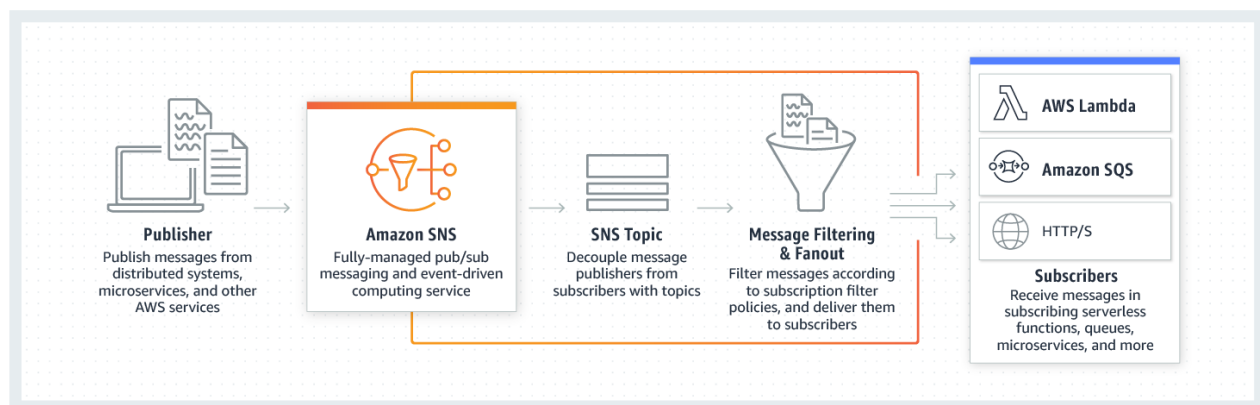 Publisher
Publish messages from
distributed systems,
microservices, and other
AWS services
Amazon SNS
Fully-managed pub/sub
messaging and event-driven
computing service
SNS Topic
Decouple message
publishers from
subscribers with topics
Message Filtering
& Fanout
Filter messages according
to subscription filter
policies, and deliver them
to subscribers
AWS Lambda
Amazon SQS
HTTP/S
Subscribers
Receive messages in
subscribing serverless
functions, queues,
microservices, and more